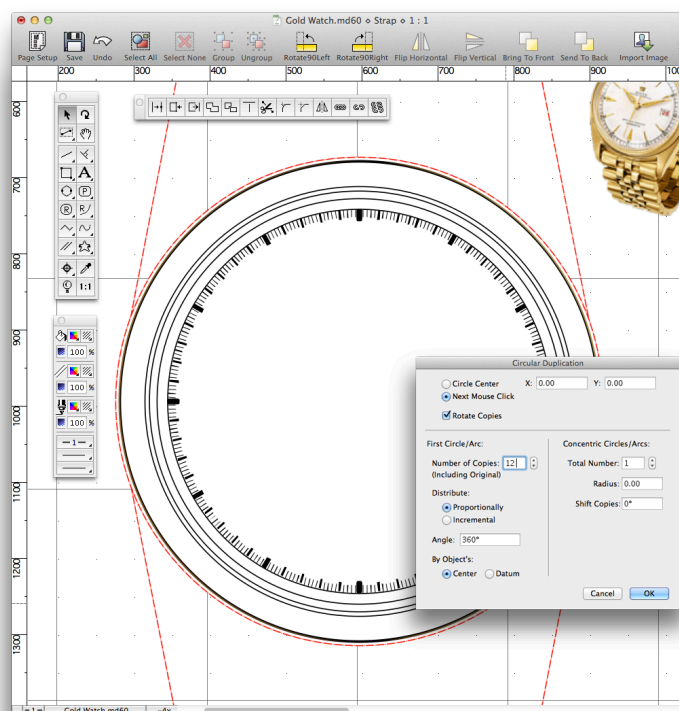 Gold Watch.md60 ⋄ Strap ⋄ 1 : 1
Page Setup Save Undo Select All Select None Group Ungroup Rotate90Left Rotate90Right Flip Horizontal Flip Vertical Bring To Front Send To Back Import Image
200 300 400 500 600 700 800 900 100
600
700
800
900
1000
1100
1200
1300
A
P
R R
1:1
100 %
100 %
100 %
1
Circular Duplication
Circle Center X: 0.00 Y: 0.00
Next Mouse Click
Rotate Copies
First Circle/Arc: Concentric Circles/Arcs:
Number of Copies: 12 Total Number: 1
(Including Original)
Radius: 0.00
Distribute:
Shift Copies: 0°
Proportionally
Incremental
Angle: 360°
By Object's:
Center Datum
Cancel OK
=1= Gold Watch.md60 ~4x